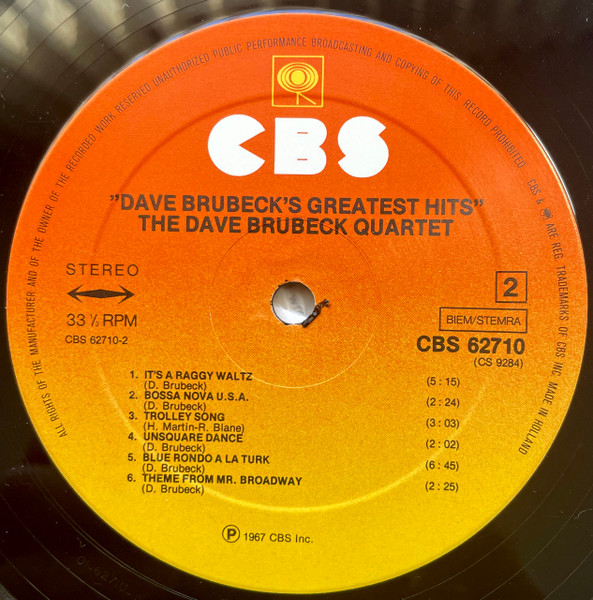 ALL RIGHTS OF THE MANUFACTURER AND OF THE OWNER OF THE RECORDED WORK RESERVED UNAUTHORIZED PUBLIC PERFORMANCE BROADCASTING AND COPYING OF THIS RECORD PROHIBITED CBS & ARE REG. TRADEMARKS OF CBS INC MADE IN HOLLAND
CBS
"DAVE BRUBECK'S GREATEST HITS"
THE DAVE BRUBECK QUARTET
STEREO
33 ⅓ RPM
CBS 62710-2
2
BIEM/STEMRA
CBS 62710
(CS 9284)
1. IT'S A RAGGY WALTZ (5 : 15)
(D. Brubeck)
2. BOSSA NOVA U.S.A. (2 : 24)
(D. Brubeck)
3. TROLLEY SONG (3 : 03)
(H. Martin-R. Blane)
4. UNSQUARE DANCE (2 : 02)
(D. Brubeck)
5. BLUE RONDO A LA TURK (6 : 45)
(D. Brubeck)
6. THEME FROM MR. BROADWAY (2 : 25)
(D. Brubeck)
℗ 1967 CBS Inc.